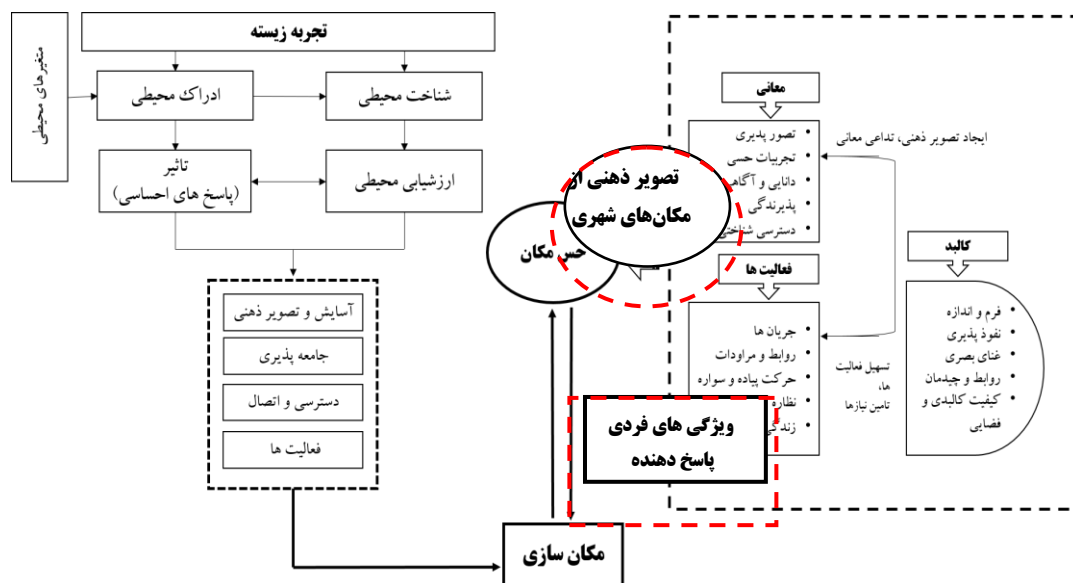 تجربه زیسته
متغیرهای محیطی
ادراک محیطی
شناخت محیطی
تاثیر
(پاسخ های احساسی)
ارزشیابی محیطی
آسایش و تصویر ذهنی
جامعه پذیری
دسترسی و اتصال
فعالیت ها
مکان سازی
حس مکان
تصویر ذهنی از
مکان‌های شهری
ویژگی های فردی
پاسخ دهنده
معانی
• تصور پذیری
• تجربیات حسی
• دانایی و
• پذیرندگی
• دسترسی شناختی
ایجاد تصویر ذهنی، تداعی معانی
فعالیت ها
• جریان ها
• روابط و مراودات
• حرکت پیاده و سواره
• نظاره
•
تسهیل فعالیت
ها،
تامین نیازها
کالبد
• فرم و اندازه
• نفوذ پذیری
• غنای بصری
• روابط و چیدمان
• کیفیت کالبدی و
فضایی